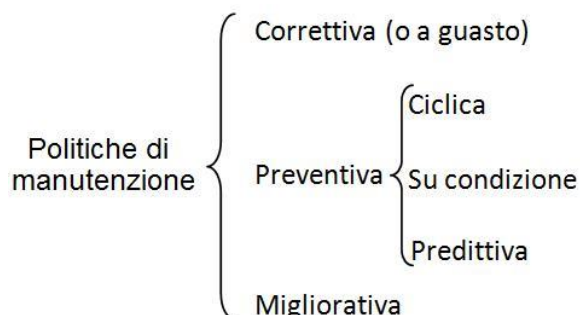 Correttiva (o a guasto)
Ciclica
Politiche di
manutenzione
Preventiva
Su condizione
Predittiva
Migliorativa